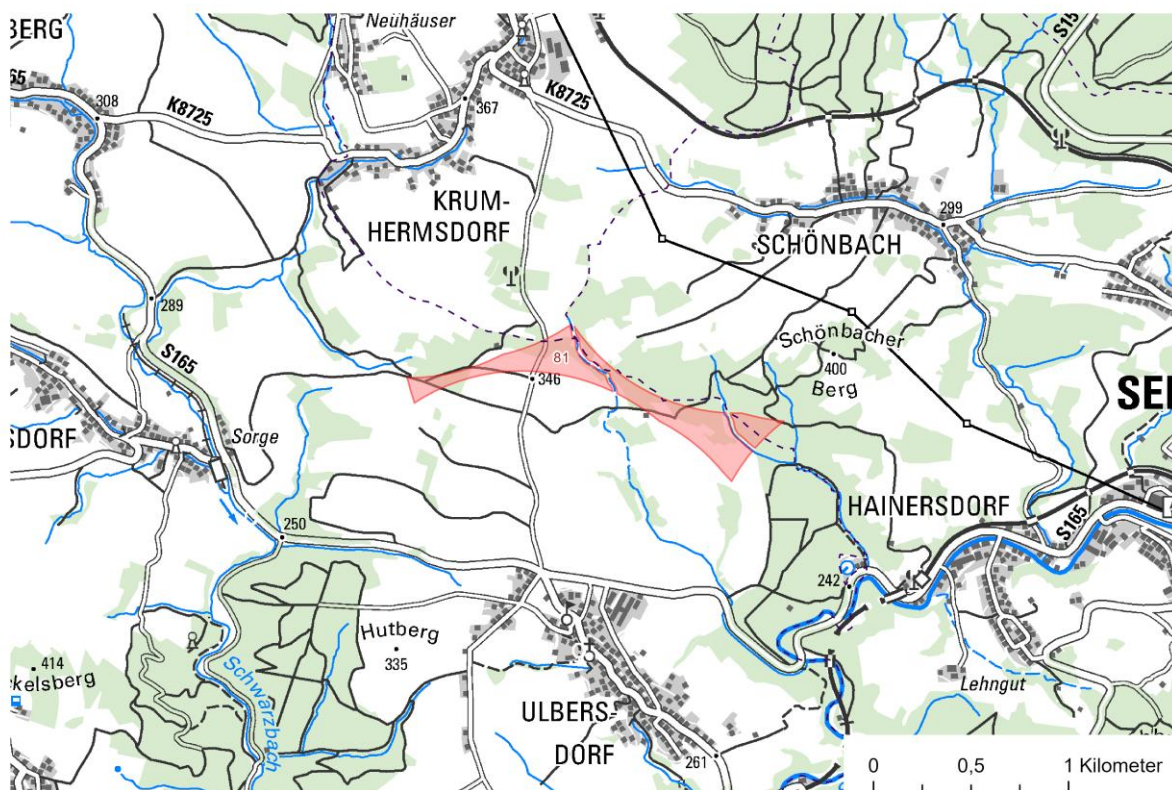 BERG
Neuhäuser
S15
65
308
K8725
367
K8725
KRUM-
HERMSDORF
SCHÖNBACH
299
289
S165
Schönbacher
400
Berg
81
346
SDORF
Sorge
SE
250
HAINERSDORF
S165
242
Hutberg
335
414
ckelsberg
Schwarzbach
Lehngut
ULBERS-
DORF
261
0 0,5 1 Kilometer